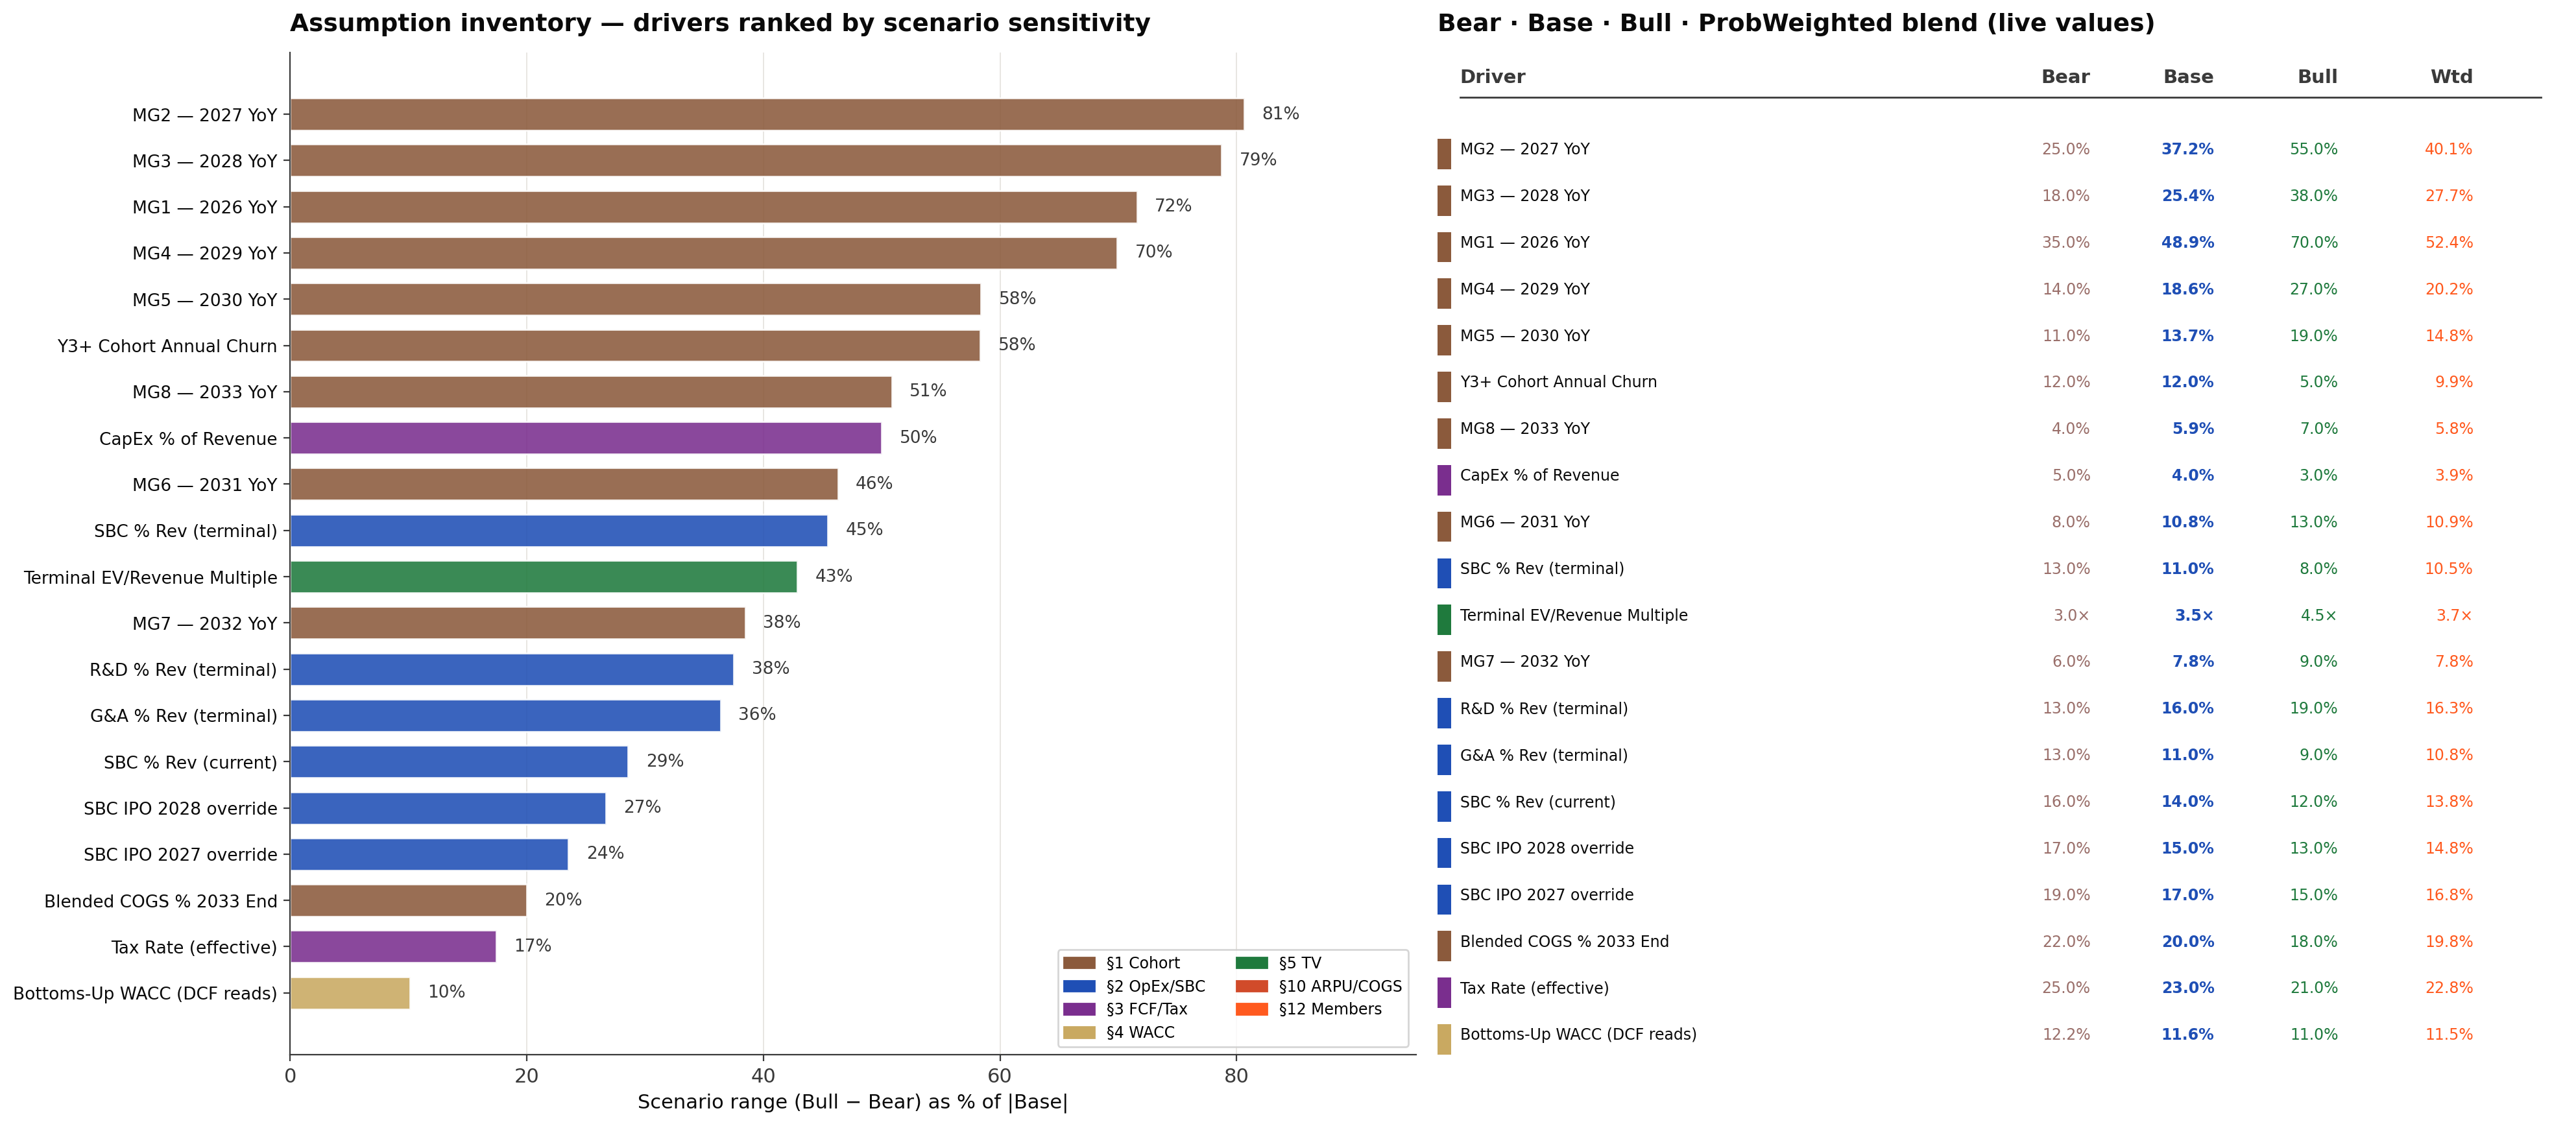 Assumption inventory — drivers ranked by scenario sensitivity
MG2 — 2027 YoY 81%
MG3 — 2028 YoY 79%
MG1 — 2026 YoY 72%
MG4 — 2029 YoY 70%
MG5 — 2030 YoY 58%
Y3+ Cohort Annual Churn 58%
MG8 — 2033 YoY 51%
CapEx % of Revenue 50%
MG6 — 2031 YoY 46%
SBC % Rev (terminal) 45%
Terminal EV/Revenue Multiple 43%
MG7 — 2032 YoY 38%
R&D % Rev (terminal) 38%
G&A % Rev (terminal) 36%
SBC % Rev (current) 29%
SBC IPO 2028 override 27%
SBC IPO 2027 override 24%
Blended COGS % 2033 End 20%
Tax Rate (effective) 17%
Bottoms-Up WACC (DCF reads) 10%
§1 Cohort
§2 OpEx/SBC
§3 FCF/Tax
§4 WACC
§5 TV
§10 ARPU/COGS
§12 Members
0 20 40 60 80
Scenario range (Bull − Bear) as % of |Base|
Bear · Base · Bull · ProbWeighted blend (live values)
Driver Bear Base Bull Wtd
MG2 — 2027 YoY 25.0% 37.2% 55.0% 40.1%
MG3 — 2028 YoY 18.0% 25.4% 38.0% 27.7%
MG1 — 2026 YoY 35.0% 48.9% 70.0% 52.4%
MG4 — 2029 YoY 14.0% 18.6% 27.0% 20.2%
MG5 — 2030 YoY 11.0% 13.7% 19.0% 14.8%
Y3+ Cohort Annual Churn 12.0% 12.0% 5.0% 9.9%
MG8 — 2033 YoY 4.0% 5.9% 7.0% 5.8%
CapEx % of Revenue 5.0% 4.0% 3.0% 3.9%
MG6 — 2031 YoY 8.0% 10.8% 13.0% 10.9%
SBC % Rev (terminal) 13.0% 11.0% 8.0% 10.5%
Terminal EV/Revenue Multiple 3.0× 3.5× 4.5× 3.7×
MG7 — 2032 YoY 6.0% 7.8% 9.0% 7.8%
R&D % Rev (terminal) 13.0% 16.0% 19.0% 16.3%
G&A % Rev (terminal) 13.0% 11.0% 9.0% 10.8%
SBC % Rev (current) 16.0% 14.0% 12.0% 13.8%
SBC IPO 2028 override 17.0% 15.0% 13.0% 14.8%
SBC IPO 2027 override 19.0% 17.0% 15.0% 16.8%
Blended COGS % 2033 End 22.0% 20.0% 18.0% 19.8%
Tax Rate (effective) 25.0% 23.0% 21.0% 22.8%
Bottoms-Up WACC (DCF reads) 12.2% 11.6% 11.0% 11.5%